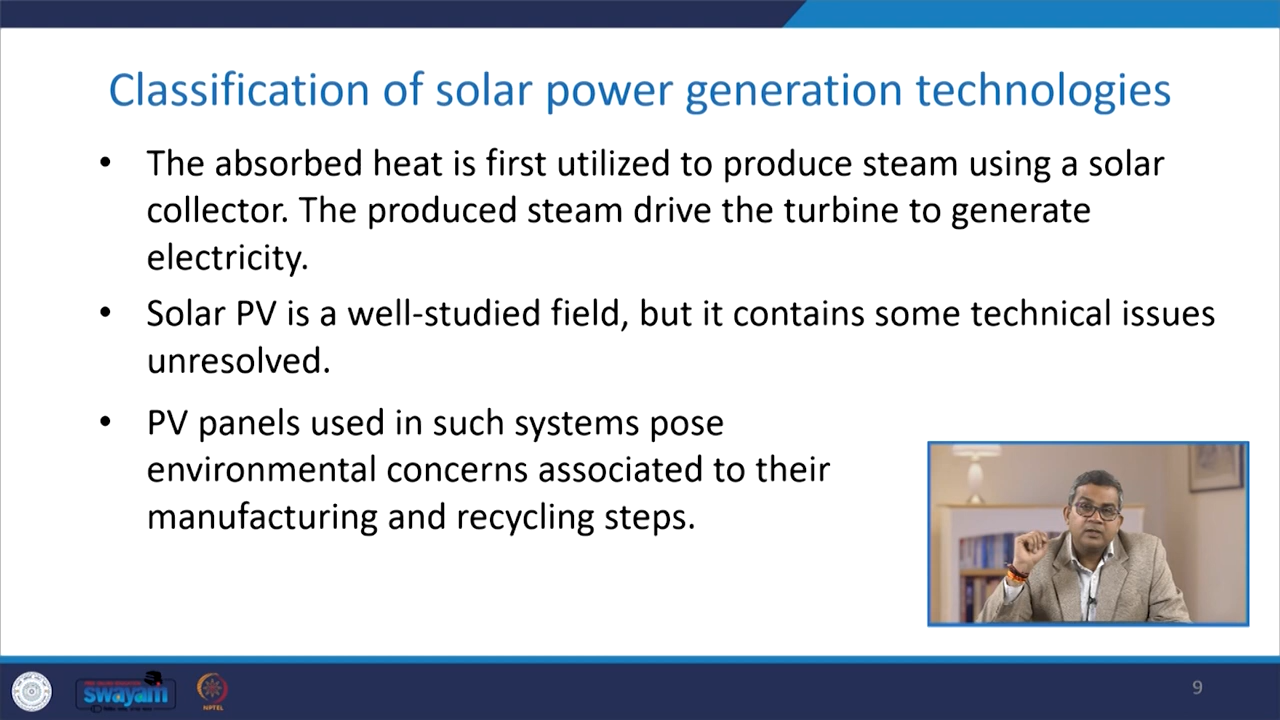 Classification of solar power generation technologies
• The absorbed heat is first utilized to produce steam using a solar
collector. The produced steam drive the turbine to generate
electricity.
• Solar PV is a well-studied field, but it contains some technical issues
unresolved.
• PV panels used in such systems pose
environmental concerns associated to their
manufacturing and recycling steps.
swayam
NPTEL
9